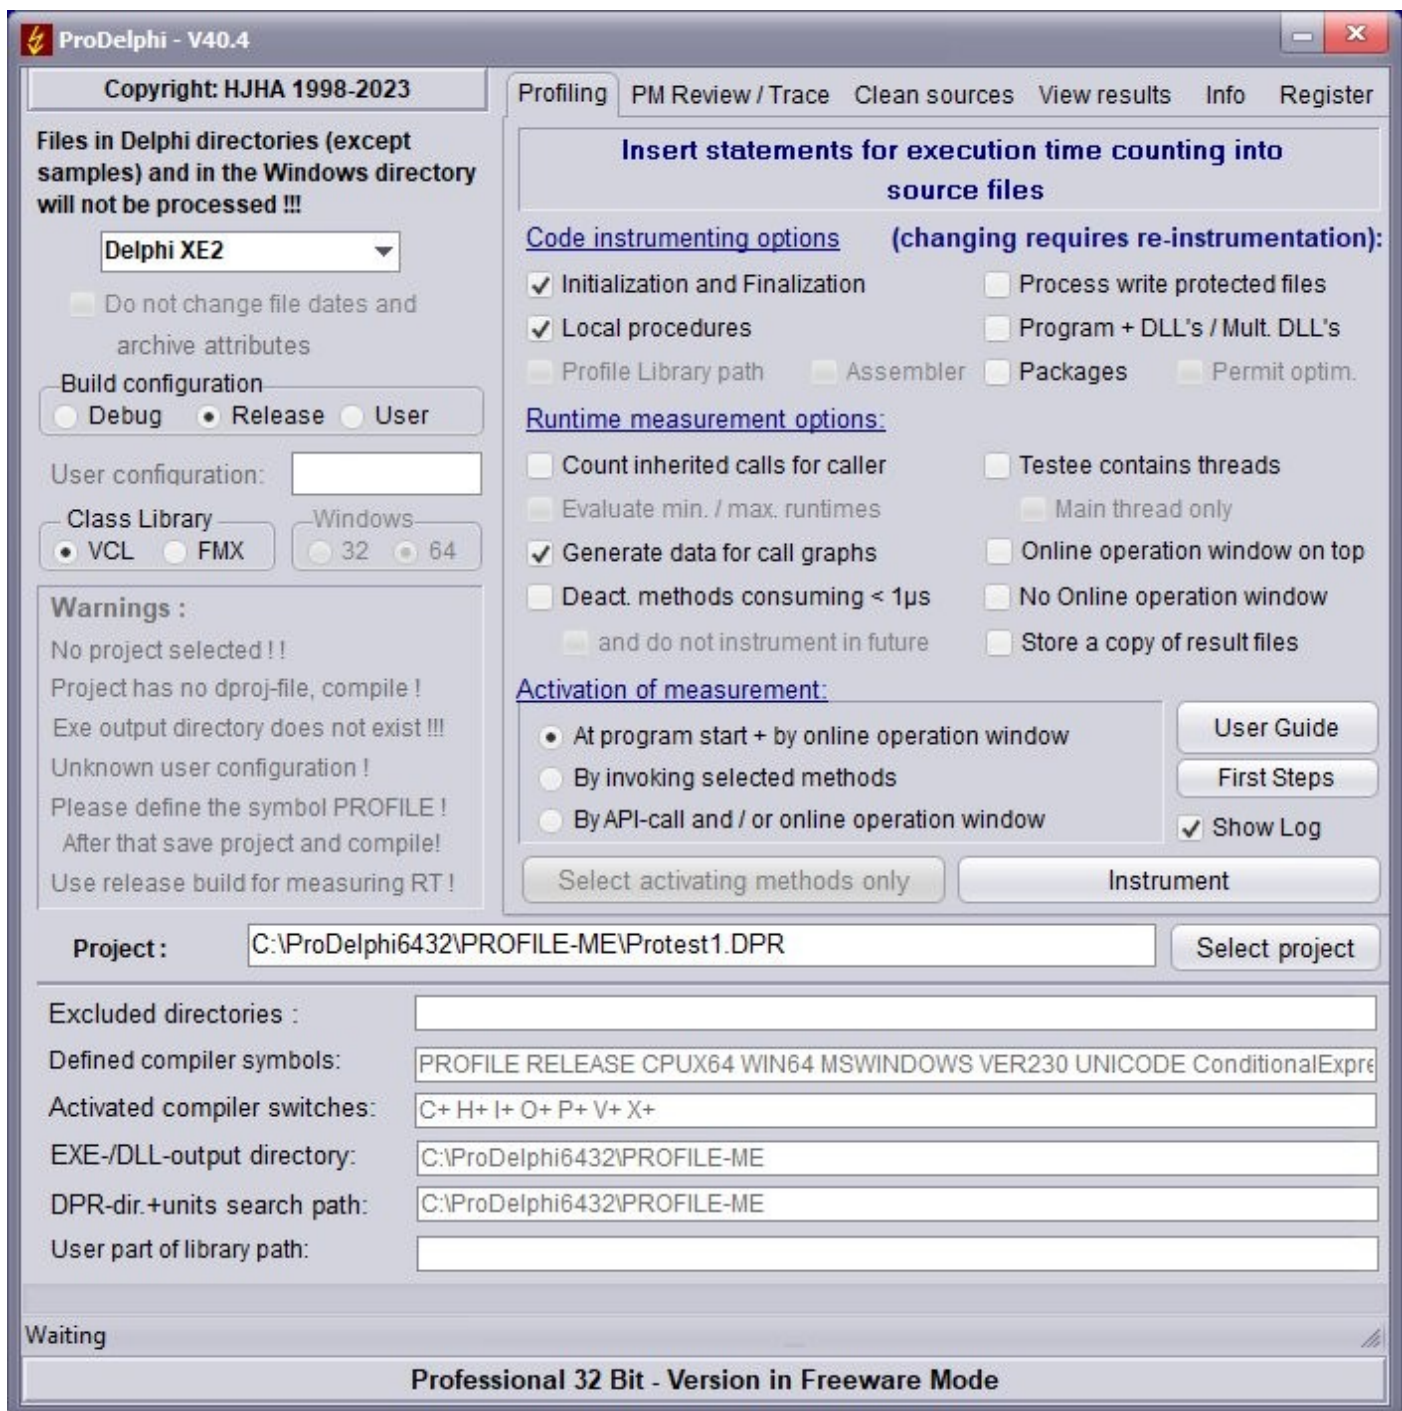 ProDelphi - V40.4
Copyright: HJHA 1998-2023
Files in Delphi directories (except
samples) and in the Windows directory
will not be processed !!!
Delphi XE2
Do not change file dates and
archive attributes
Build configuration
Debug Release User
User configuration:
Class Library
VCL FMX
Windows
32 64
Warnings :
No project selected ! !
Project has no dproj-file, compile !
Exe output directory does not exist !!!
Unknown user configuration !
Please define the symbol PROFILE !
After that save project and compile!
Use release build for measuring RT !
Profiling PM Review / Trace Clean sources View results Info Register
Insert statements for execution time counting into
source files
Code instrumenting options (changing requires re-instrumentation):
Initialization and Finalization Process write protected files
Local procedures Program + DLL's / Mult. DLL's
Profile Library path Assembler Packages Permit optim.
Runtime measurement options:
Count inherited calls for caller Testee contains threads
Evaluate min. / max. runtimes Main thread only
Generate data for call graphs Online operation window on top
Deact. methods consuming < 1µs No Online operation window
and do not instrument in future Store a copy of result files
Activation of measurement:
At program start + by online operation window
By invoking selected methods
By API-call and / or online operation window
User Guide
First Steps
Show Log
Select activating methods only Instrument
Project : C:\ProDelphi6432\PROFILE-ME\Protest1.DPR Select project
Excluded directories :
Defined compiler symbols: PROFILE RELEASE CPUX64 WIN64 MSWINDOWS VER230 UNICODE ConditionalExpre
Activated compiler switches: C+ H+ I+ O+ P+ V+ X+
EXE-/DLL-output directory: C:\ProDelphi6432\PROFILE-ME
DPR-dir.+units search path: C:\ProDelphi6432\PROFILE-ME
User part of library path:
Waiting
Professional 32 Bit - Version in Freeware Mode